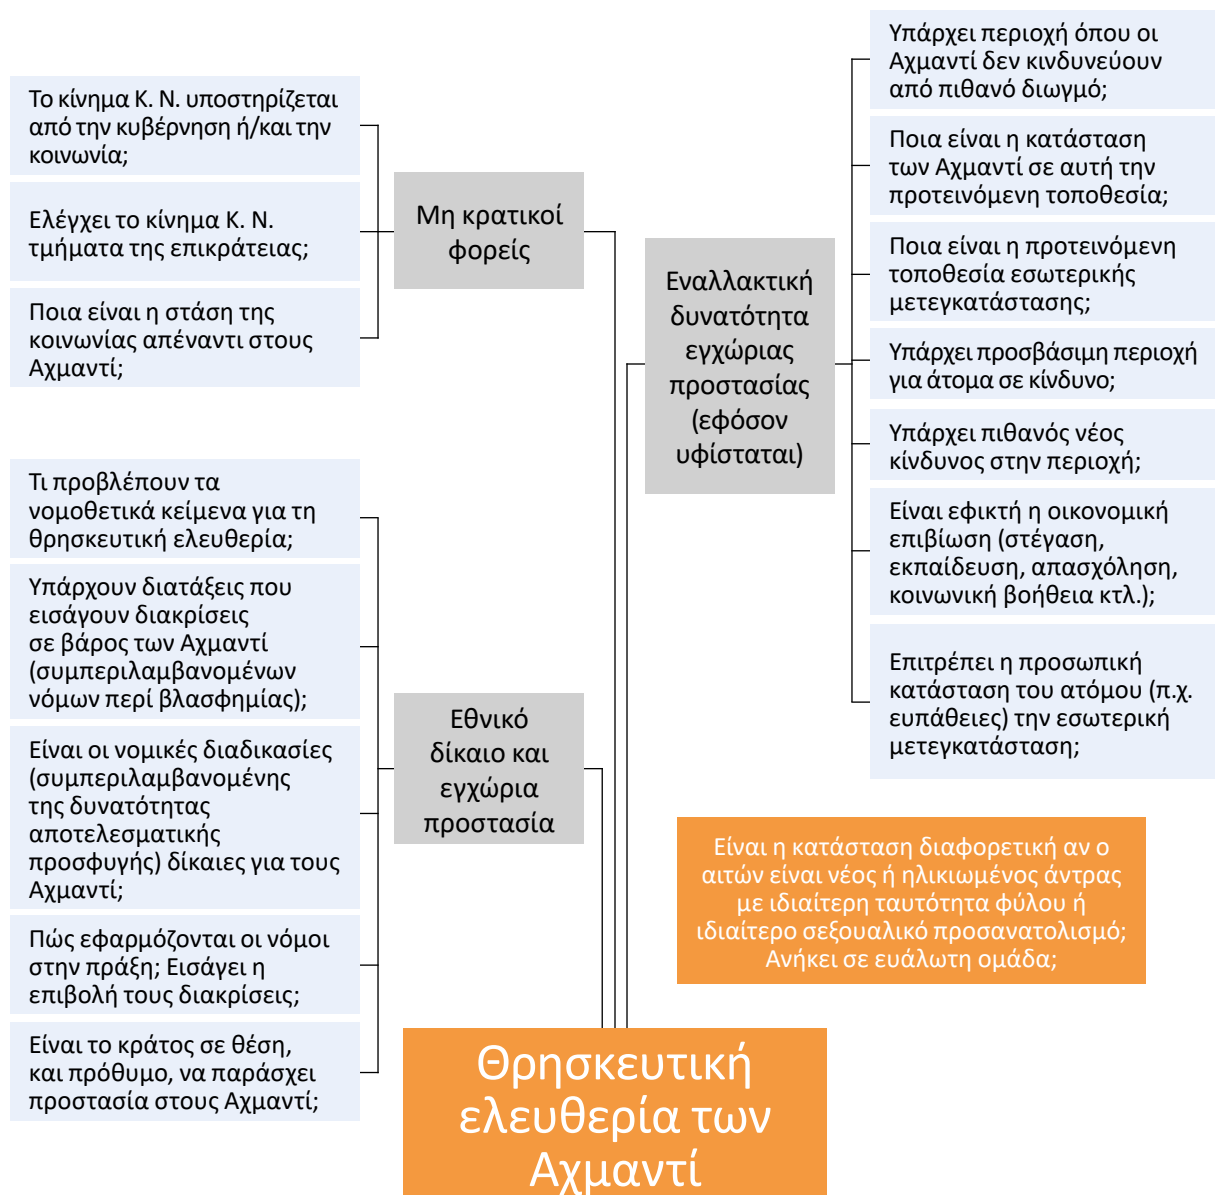 Το κίνημα Κ. Ν. υποστηρίζεται
από την κυβέρνηση ή/και την
κοινωνία;
Ελέγχει το κίνημα Κ. Ν.
τμήματα της επικράτειας;
Ποια είναι η στάση της
κοινωνίας απέναντι στους
Αχμαντί;
Μη κρατικοί
φορείς
Τι προβλέπουν τα
νομοθετικά κείμενα για τη
θρησκευτική ελευθερία;
Υπάρχουν διατάξεις που
εισάγουν διακρίσεις
σε βάρος των Αχμαντί
(συμπεριλαμβανομένων
νόμων περί βλασφημίας);
Είναι οι νομικές διαδικασίες
(συμπεριλαμβανομένης
της δυνατότητας
αποτελεσματικής
προσφυγής) δίκαιες για τους
Αχμαντί;
Πώς εφαρμόζονται οι νόμοι
στην πράξη; Εισάγει η
επιβολή τους διακρίσεις;
Είναι το κράτος σε θέση,
και πρόθυμο, να παράσχει
προστασία στους Αχμαντί;
Εθνικό
δίκαιο και
εγχώρια
προστασία
Εναλλακτική
δυνατότητα
εγχώριας
προστασίας
(εφόσον
υφίσταται)
Υπάρχει περιοχή όπου οι
Αχμαντί δεν κινδυνεύουν
από πιθανό διωγμό;
Ποια είναι η κατάσταση
των Αχμαντί σε αυτή την
προτεινόμενη τοποθεσία;
Ποια είναι η προτεινόμενη
τοποθεσία εσωτερικής
μετεγκατάστασης;
Υπάρχει προσβάσιμη περιοχή
για άτομα σε κίνδυνο;
Υπάρχει πιθανός νέος
κίνδυνος στην περιοχή;
Είναι εφικτή η οικονομική
επιβίωση (στέγαση,
εκπαίδευση, απασχόληση,
κοινωνική βοήθεια κτλ.);
Επιτρέπει η προσωπική
κατάσταση του ατόμου (π.χ.
ευπάθειες) την εσωτερική
μετεγκατάσταση;
Είναι η κατάσταση διαφορετική αν ο
αιτών είναι νέος ή ηλικιωμένος άντρας
με ιδιαίτερη ταυτότητα φύλου ή
ιδιαίτερο σεξουαλικό προσανατολισμό;
Ανήκει σε ευάλωτη ομάδα;
Θρησκευτική
ελευθερία των
Αχμαντί